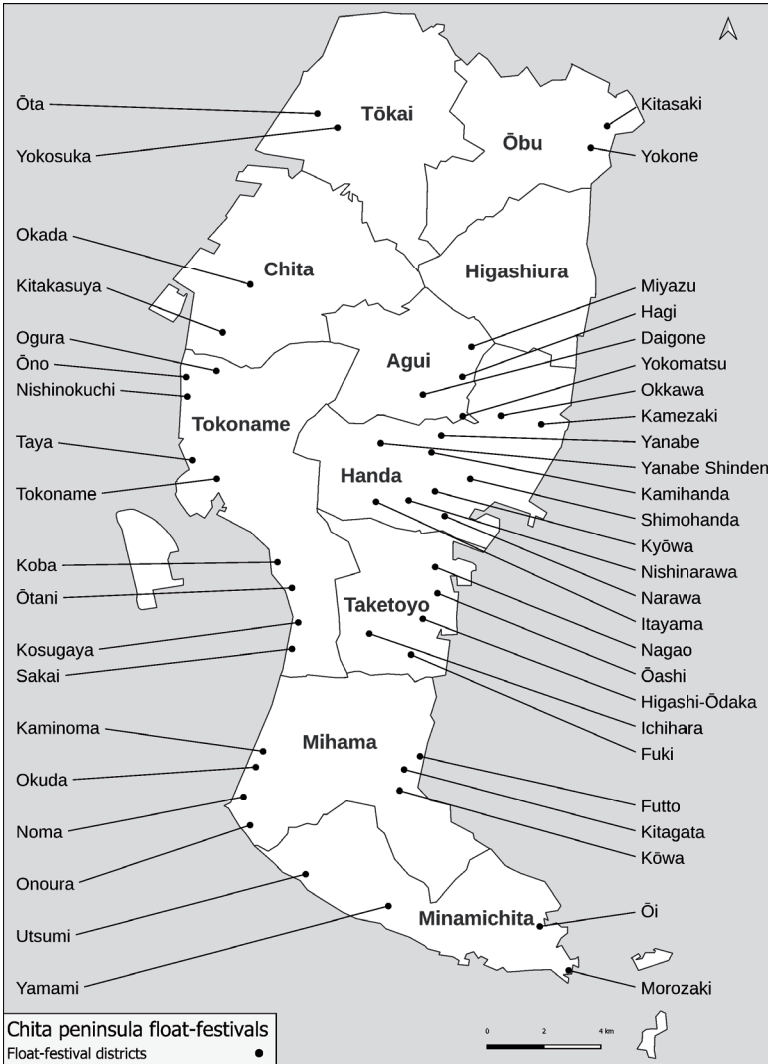 Ōta
Yokosuka
Okada
Kitakasuya
Ogura
Ōno
Nishinokuchi
Taya
Tokoname
Koba
Ōtani
Kosugaya
Sakai
Kaminoma
Okuda
Noma
Onoura
Utsumi
Yamami
Tōkai
Ōbu
Chita
Higashiura
Agui
Tokoname
Handa
Taketoyo
Mihama
Minamichita
Kitasaki
Yokone
Miyazu
Hagi
Daigone
Yokomatsu
Okkawa
Kamezaki
Yanabe
Yanabe Shinden
Kamihanda
Shimohanda
Kyōwa
Nishinarawa
Narawa
Itayama
Nagao
Ōashi
Higashi-Ōdaka
Ichihara
Fuki
Futto
Kitagata
Kōwa
Ōi
Morozaki
Chita peninsula float-festivals
Float-festival districts
0 2 4 km